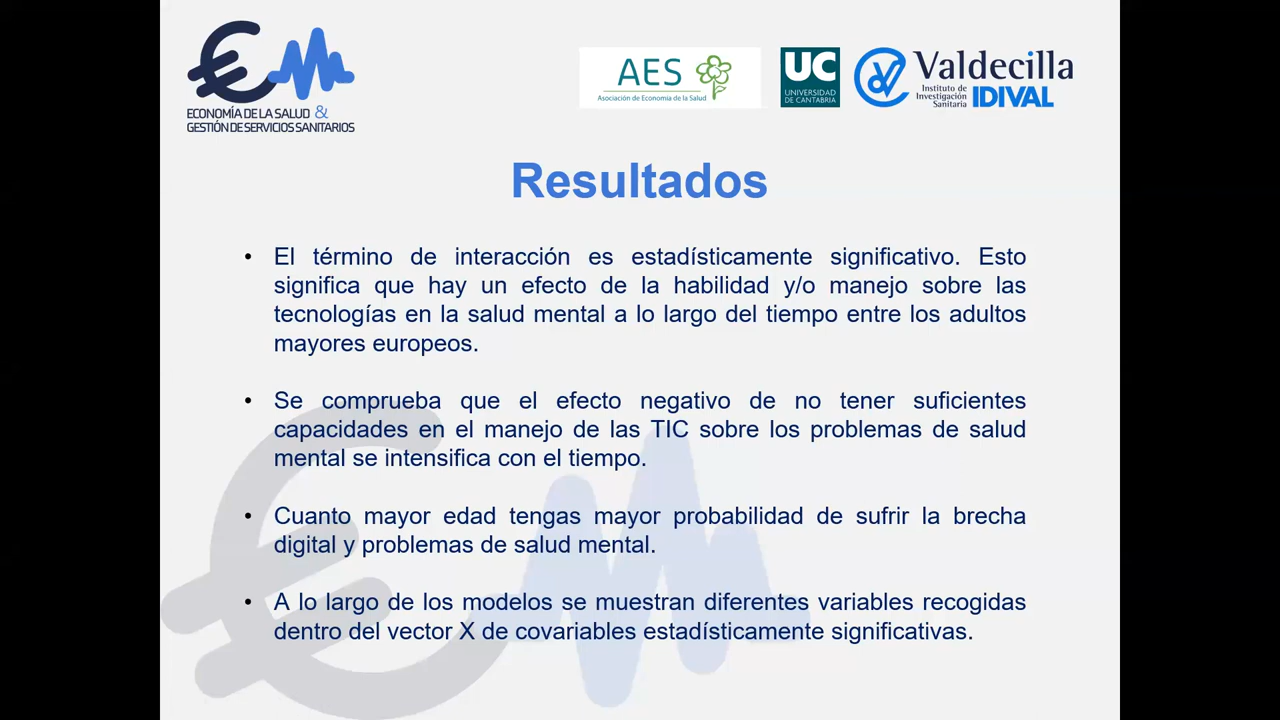 ECONOMÍA DE LA SALUD &
GESTIÓN DE SERVICIOS SANITARIOS
AES
Asociación de Economía de la Salud
UC
UNIVERSIDAD
DE CANTABRIA
Valdecilla
Instituto de
Investigación
Sanitaria
IDIVAL
Resultados
• El término de interacción es estadísticamente significativo. Esto
significa que hay un efecto de la habilidad y/o manejo sobre las
tecnologías en la salud mental a lo largo del tiempo entre los adultos
mayores europeos.
• Se comprueba que el efecto negativo de no tener suficientes
capacidades en el manejo de las TIC sobre los problemas de salud
mental se intensifica con el tiempo.
• Cuanto mayor edad tengas mayor probabilidad de sufrir la brecha
digital y problemas de salud mental.
• A lo largo de los modelos se muestran diferentes variables recogidas
dentro del vector X de covariables estadísticamente significativas.